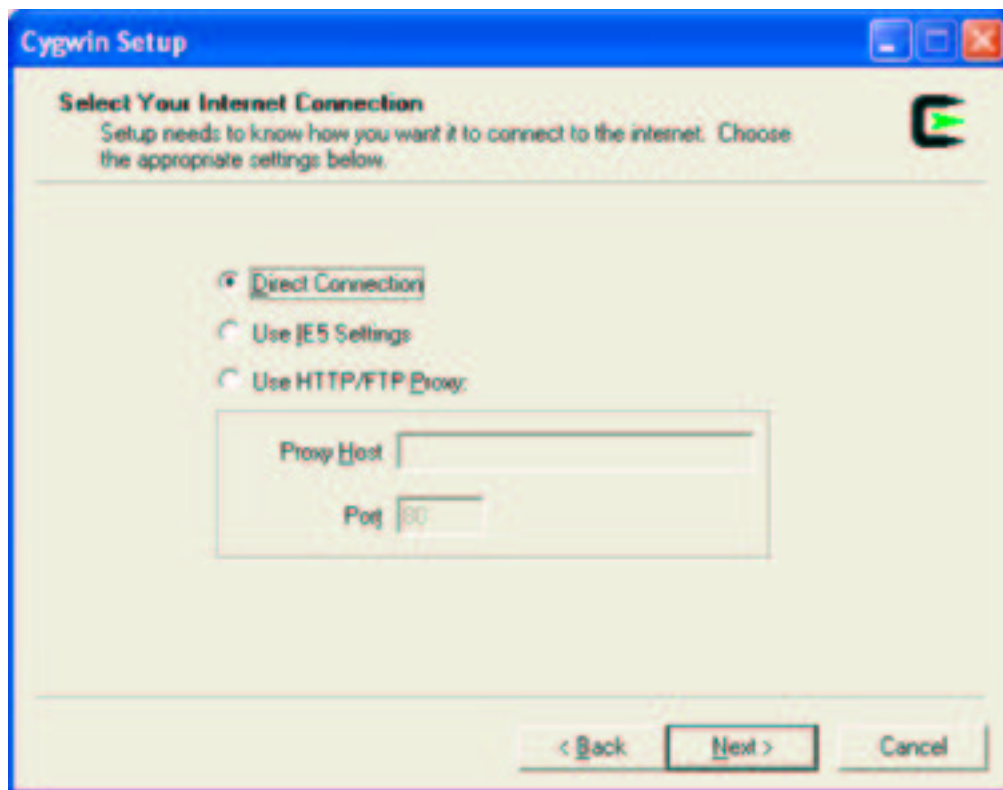 Cygwin Setup
Select Your Internet Connection
Setup needs to know how you want it to connect to the internet. Choose
the appropriate settings below.
Direct Connection
Use IE5 Settings
Use HTTP/FTP Proxy:
Proxy Host
Port 80
< Back Next > Cancel